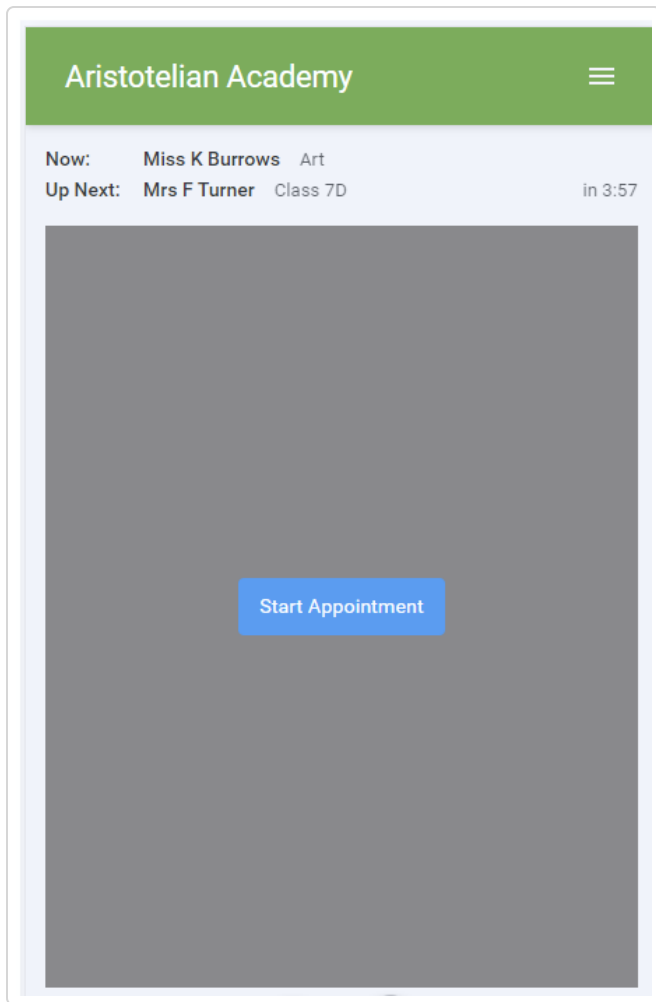 Aristotelian Academy
Now: Miss K Burrows Art
Up Next: Mrs F Turner Class 7D in 3:57
Start Appointment